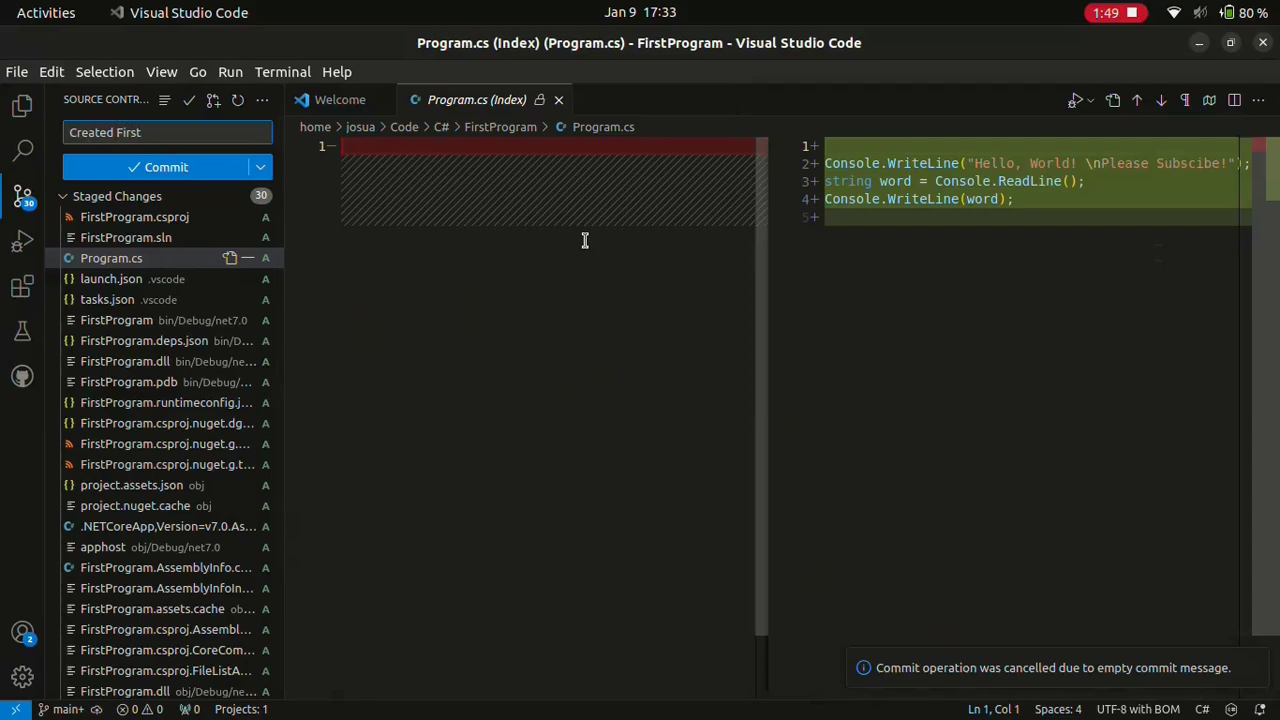 Activities
Visual Studio Code
Jan 9 17:33
1:49
80 %
Program.cs (Index) (Program.cs) - FirstProgram - Visual Studio Code
File Edit Selection View Go Run Terminal Help
SOURCE CONTR...
Welcome
Program.cs (Index)
home > josua > Code > C# > FirstProgram > Program.cs
Created First
Commit
Staged Changes 30
30
FirstProgram.csproj A
FirstProgram.sln A
Program.cs A
launch.json .vscode A
tasks.json .vscode A
FirstProgram bin/Debug/net7.0 A
FirstProgram.deps.json bin/D... A
FirstProgram.dll bin/Debug/ne... A
FirstProgram.pdb bin/Debug/... A
FirstProgram.runtimeconfig.j... A
FirstProgram.csproj.nuget.dg... A
FirstProgram.csproj.nuget.g.... A
FirstProgram.csproj.nuget.g.t... A
project.assets.json obj A
project.nuget.cache obj A
.NETCoreApp,Version=v7.0.As... A
apphost obj/Debug/net7.0 A
FirstProgram.AssemblyInfo.c... A
FirstProgram.AssemblyInfoIn... A
FirstProgram.assets.cache ob... A
FirstProgram.csproj.Assembl... A
FirstProgram.csproj.CoreCom... A
FirstProgram.csproj.FileListA... A
FirstProgram.dll obj/Debug/ne... A
2
1−
1+
2+ Console.WriteLine("Hello, World! \nPlease Subscibe!");
3+ string word = Console.ReadLine();
4+ Console.WriteLine(word);
5+
Commit operation was cancelled due to empty commit message.
main+ 0 0 0 Projects: 1
Ln 1, Col 1 Spaces: 4 UTF-8 with BOM C#